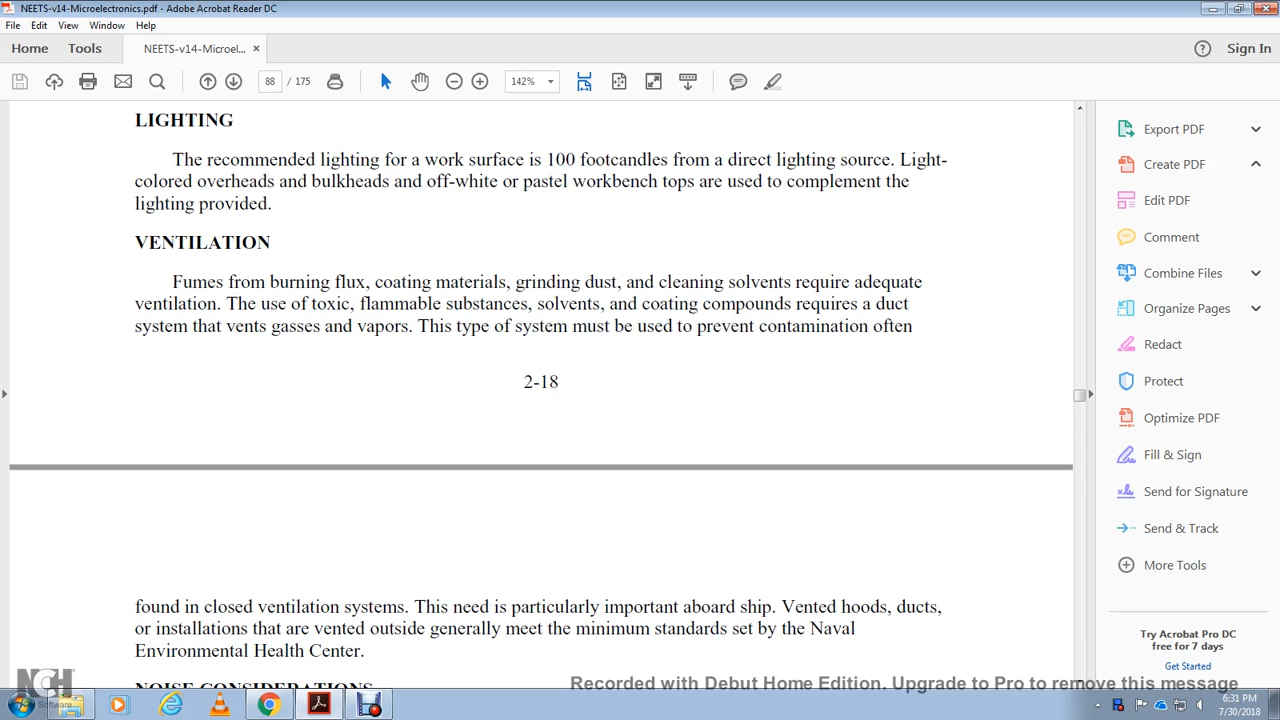 NEETS-v14-Microelectronics.pdf - Adobe Acrobat Reader DC
File Edit View Window Help
Home Tools NEETS-v14-Microel... × Sign In
88 / 175 142%
LIGHTING
The recommended lighting for a work surface is 100 footcandles from a direct lighting source. Light-
colored overheads and bulkheads and off-white or pastel workbench tops are used to complement the
lighting provided.
VENTILATION
Fumes from burning flux, coating materials, grinding dust, and cleaning solvents require adequate
ventilation. The use of toxic, flammable substances, solvents, and coating compounds requires a duct
system that vents gasses and vapors. This type of system must be used to prevent contamination often
2-18
found in closed ventilation systems. This need is particularly important aboard ship. Vented hoods, ducts,
or installations that are vented outside generally meet the minimum standards set by the Naval
Environmental Health Center.
NOISE CONSIDERATIONS
Export PDF
Create PDF
Edit PDF
Comment
Combine Files
Organize Pages
Redact
Protect
Optimize PDF
Fill & Sign
Send for Signature
Send & Track
More Tools
Try Acrobat Pro DC
free for 7 days
Get Started
NCH
Software
Recorded with Debut Home Edition. Upgrade to Pro to remove this message
6:31 PM
7/30/2018